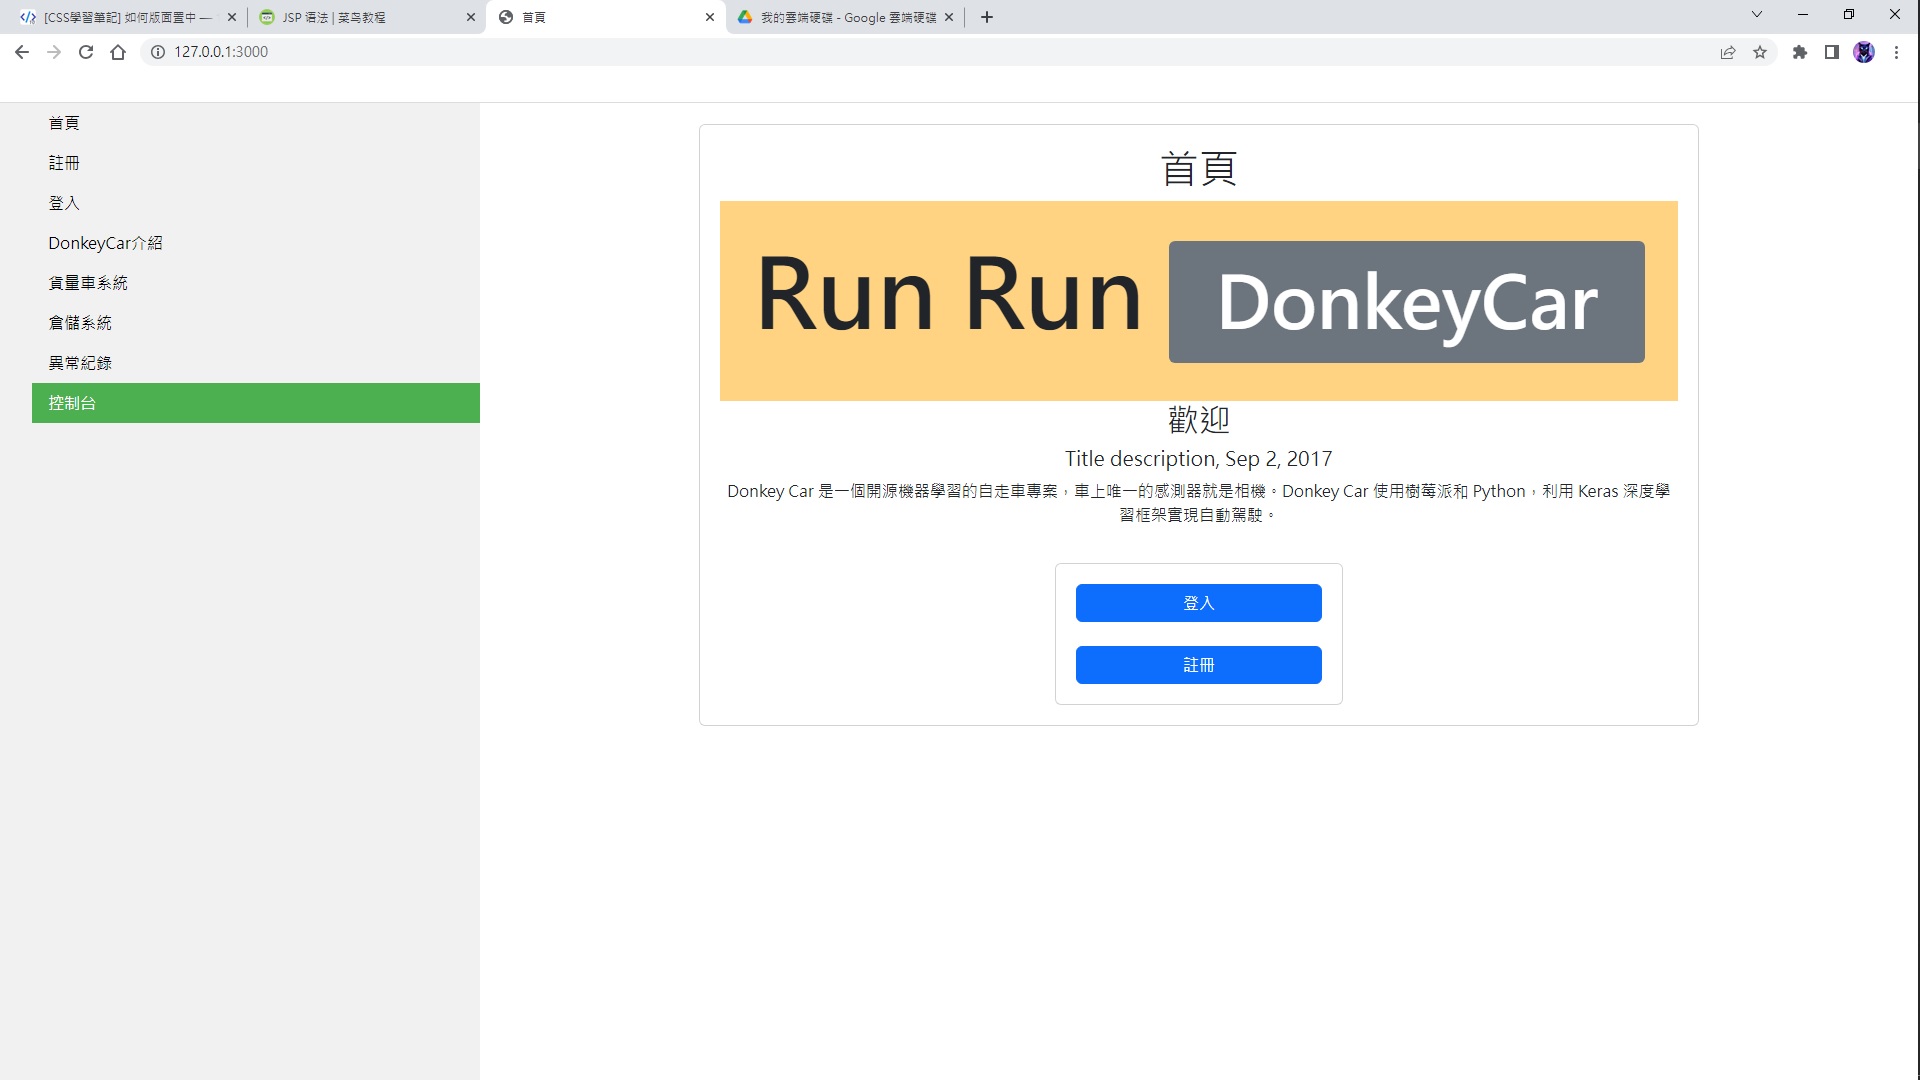 [CSS學習筆記] 如何版面置中 —
JSP 语法 | 菜鸟教程
首頁
我的雲端硬碟 - Google 雲端硬碟
127.0.0.1:3000
首頁
註冊
登入
DonkeyCar介紹
貨量車系統
倉儲系統
異常紀錄
控制台
首頁
Run Run DonkeyCar
歡迎
Title description, Sep 2, 2017
Donkey Car 是一個開源機器學習的自走車專案，車上唯一的感測器就是相機。Donkey Car 使用樹莓派和 Python，利用 Keras 深度學
習框架實現自動駕駛。
登入
註冊